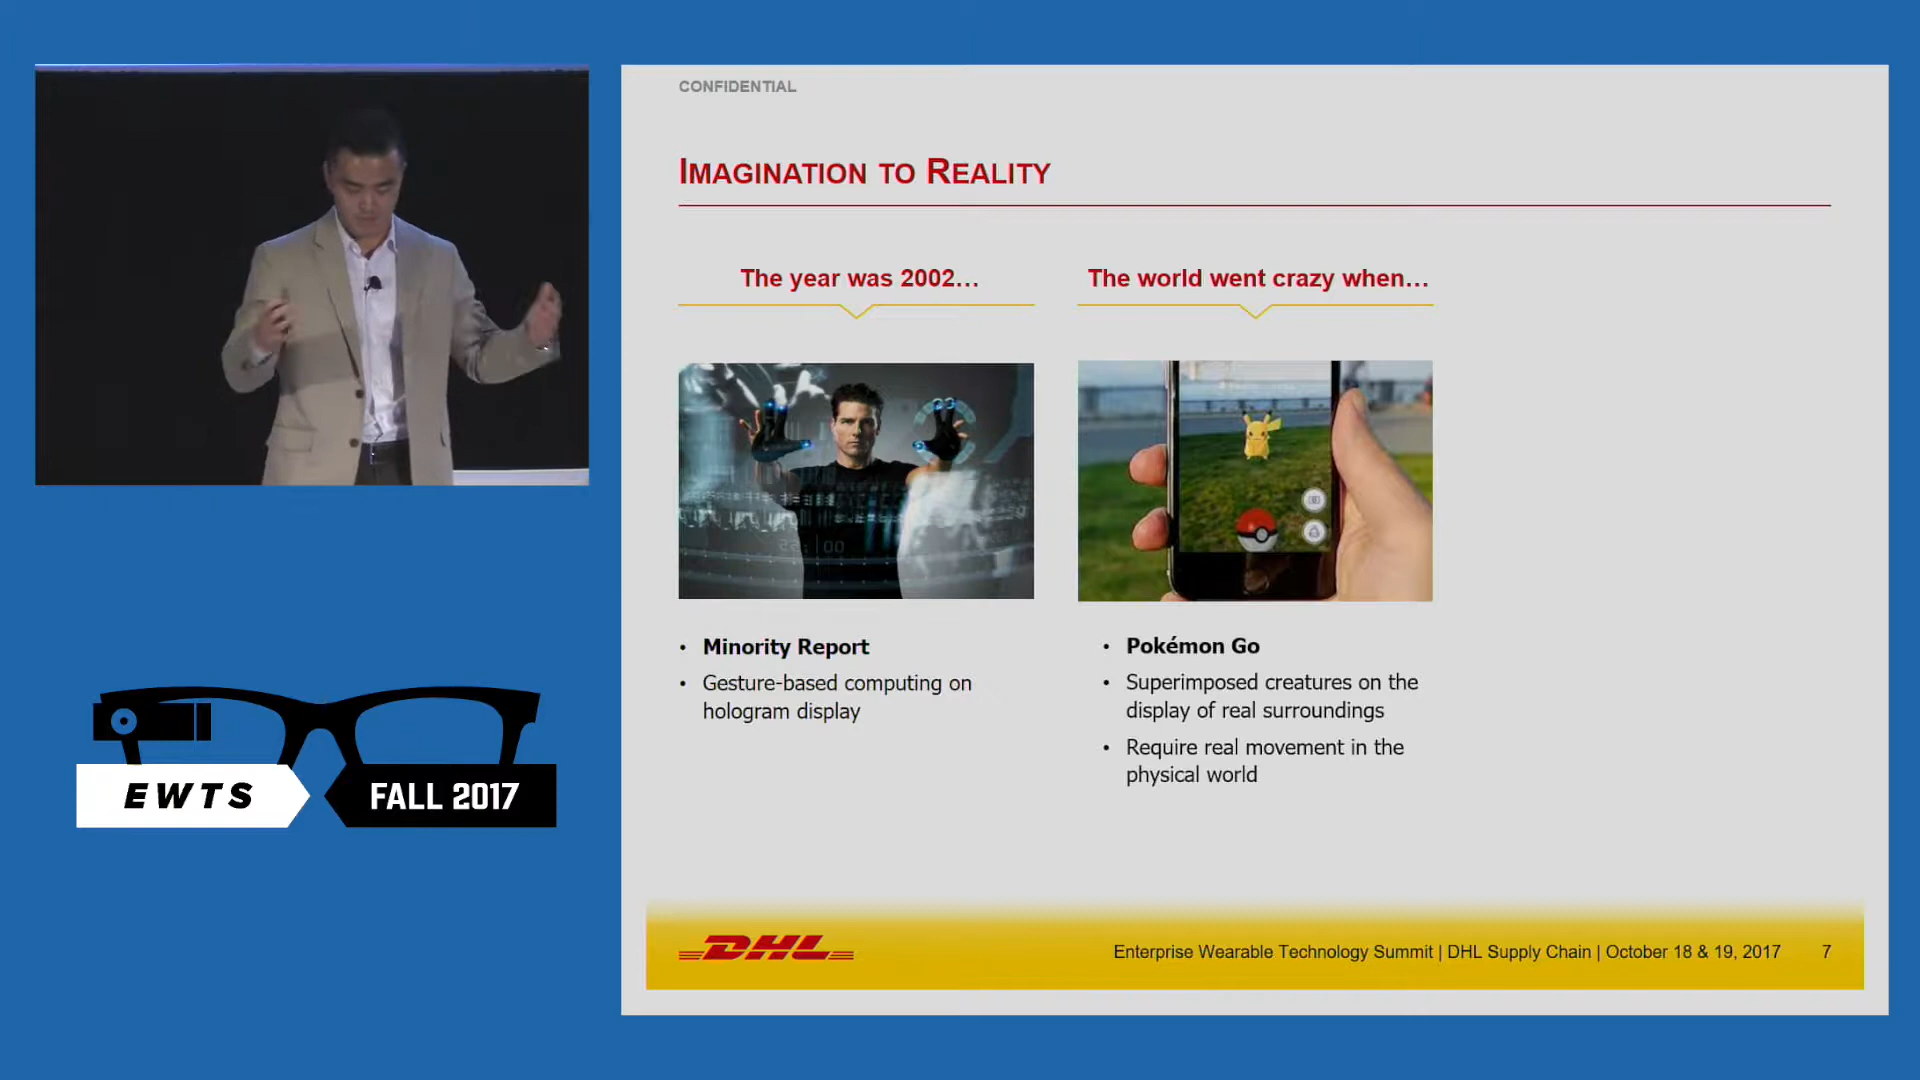 CONFIDENTIAL
IMAGINATION TO REALITY
The year was 2002...
The world went crazy when...
• Minority Report
• Gesture-based computing on
hologram display
• Pokémon Go
• Superimposed creatures on the
display of real surroundings
• Require real movement in the
physical world
EWTS
FALL 2017
DHL
Enterprise Wearable Technology Summit | DHL Supply Chain | October 18 & 19, 2017
7